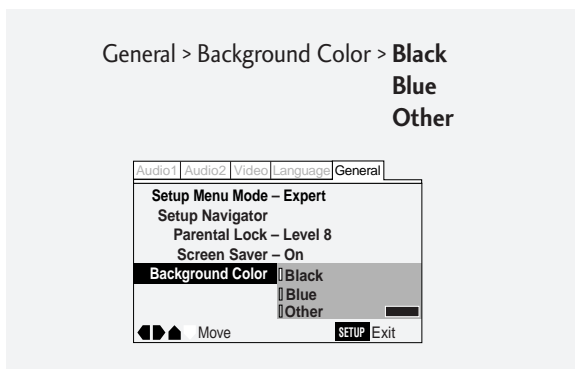 General > Background Color > Black
Blue
Other
Audio1 Audio2 Video Language General
Setup Menu Mode – Expert
Setup Navigator
Parental Lock – Level 8
Screen Saver – On
Background Color Black
Blue
Other
Move SETUP Exit